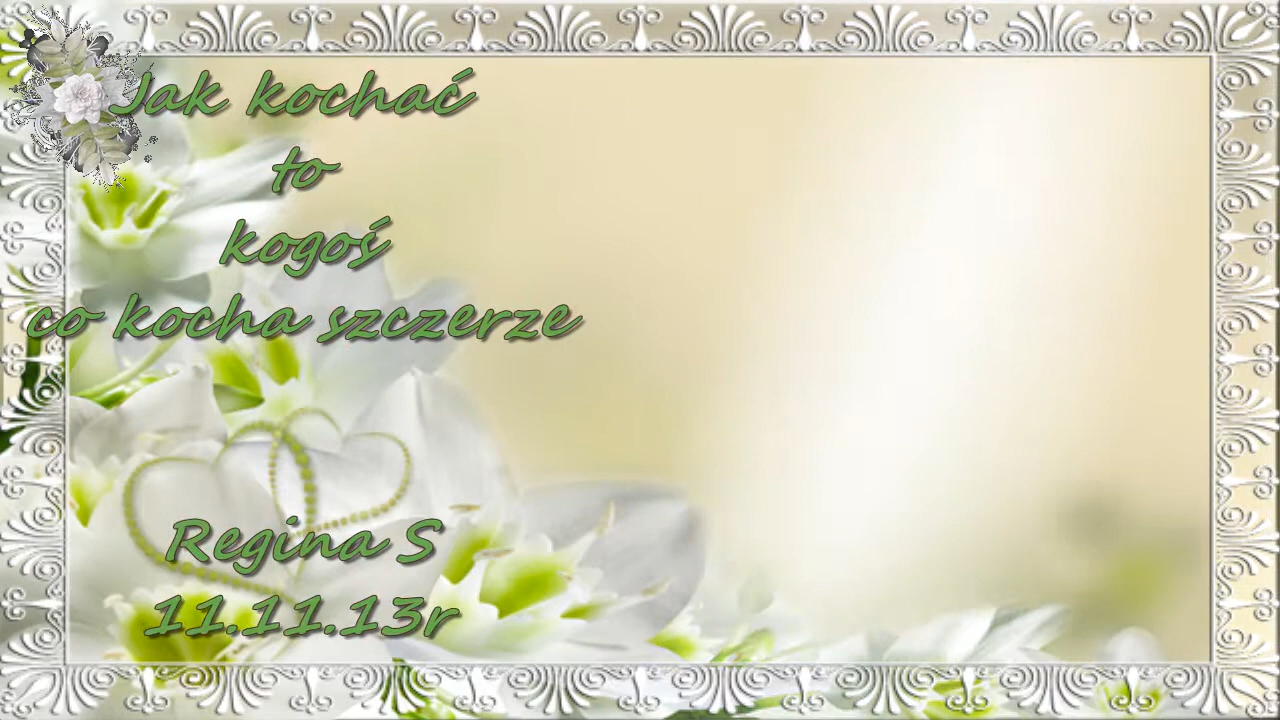 Jak kochać
to
kogoś
co kocha szczerze
Regina S
11.11.13r